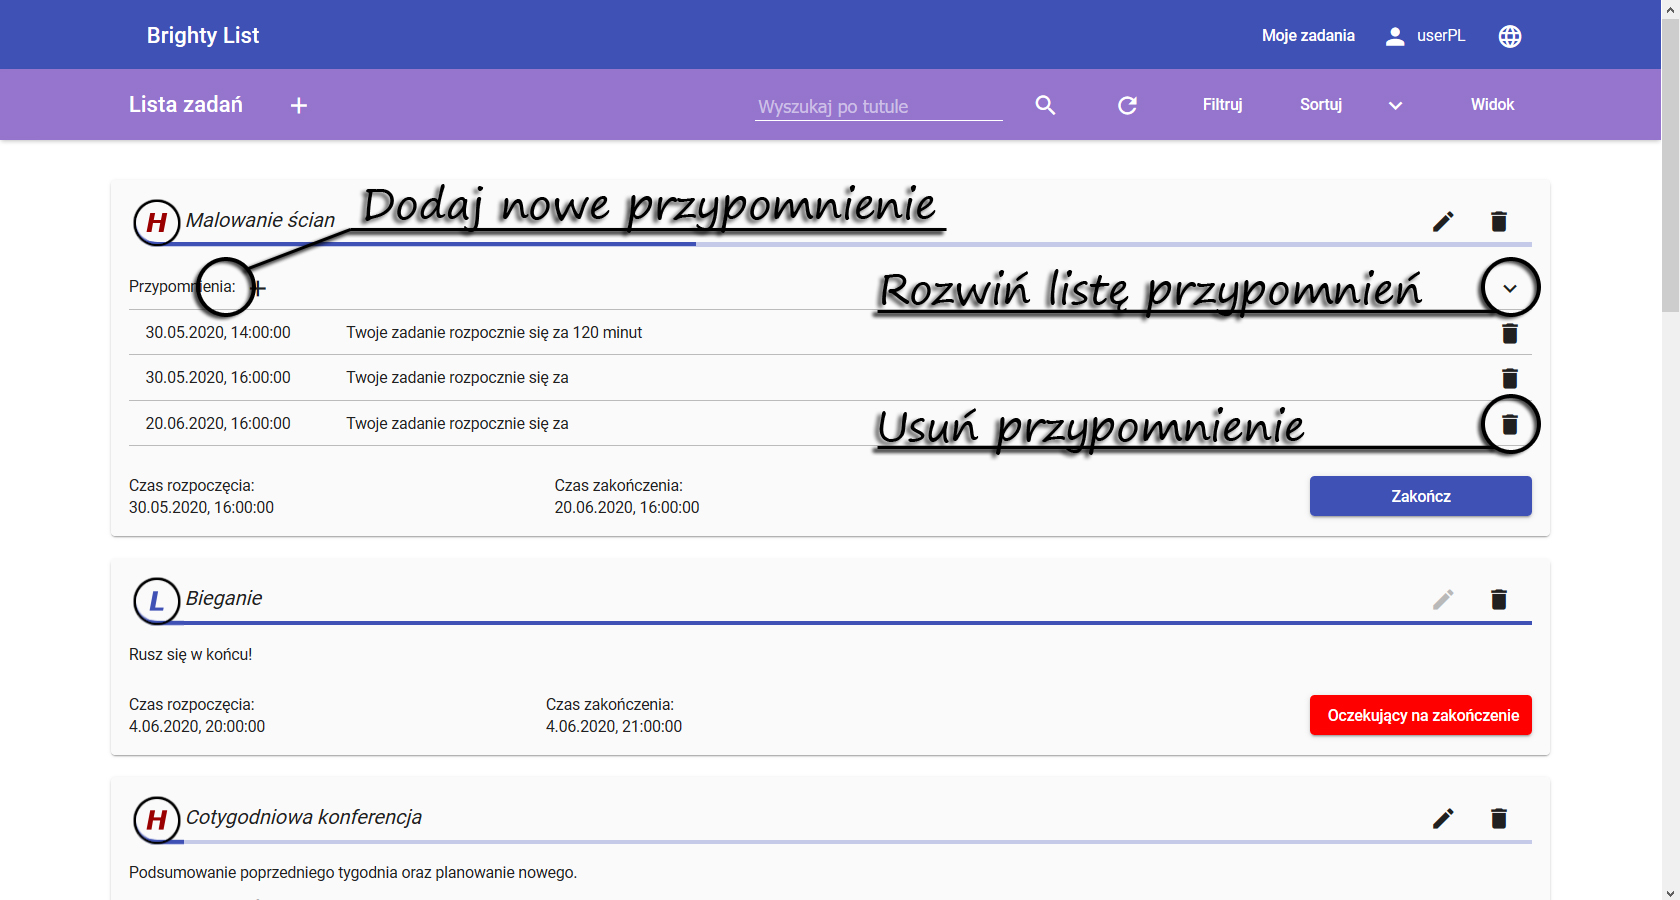 Brighty List
Moje zadania
userPL
Lista zadań
Wyszukaj po tutule
Filtruj
Sortuj
Widok
H Malowanie ścian
Dodaj nowe przypomnienie
Przypomnienia:
Rozwiń listę przypomnień
30.05.2020, 14:00:00 Twoje zadanie rozpocznie się za 120 minut
30.05.2020, 16:00:00 Twoje zadanie rozpocznie się za
20.06.2020, 16:00:00 Twoje zadanie rozpocznie się za
Usuń przypomnienie
Czas rozpoczęcia:
30.05.2020, 16:00:00
Czas zakończenia:
20.06.2020, 16:00:00
Zakończ
L Bieganie
Rusz się w końcu!
Czas rozpoczęcia:
4.06.2020, 20:00:00
Czas zakończenia:
4.06.2020, 21:00:00
Oczekujący na zakończenie
H Cotygodniowa konferencja
Podsumowanie poprzedniego tygodnia oraz planowanie nowego.